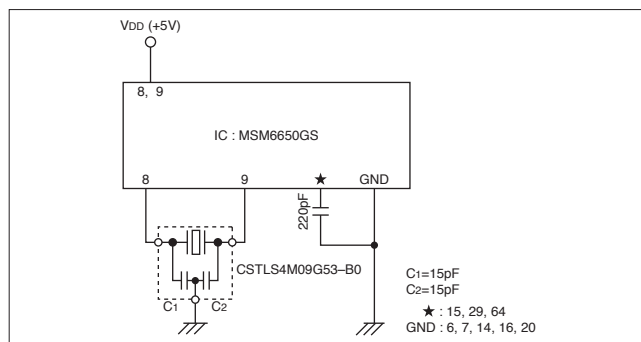 VDD (+5V)
8, 9
IC : MSM6650GS
8
9
★
GND
220pF
CSTLS4M09G53–B0
C1
C2
C1=15pF
C2=15pF
★ : 15, 29, 64
GND : 6, 7, 14, 16, 20